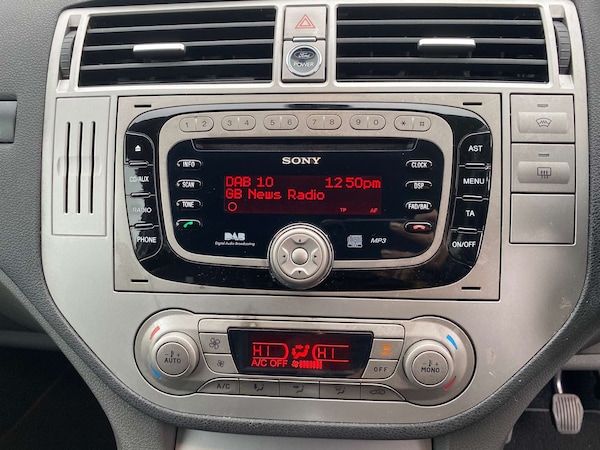 Ford
POWER
1 2 3 4 5 6 7 8 9 0 * #
SONY
INFO
CLOCK
AST
CD/AUX
SCAN
DAB 10 12 50pm
DSP
MENU
GB News Radio
RADIO
TONE
TP AF
FAD/BAL
TA
PHONE
DAB
Digital Audio Broadcasting
MP3
ON/OFF
HI HI
AUTO
A/C OFF
OFF
MONO
A/C